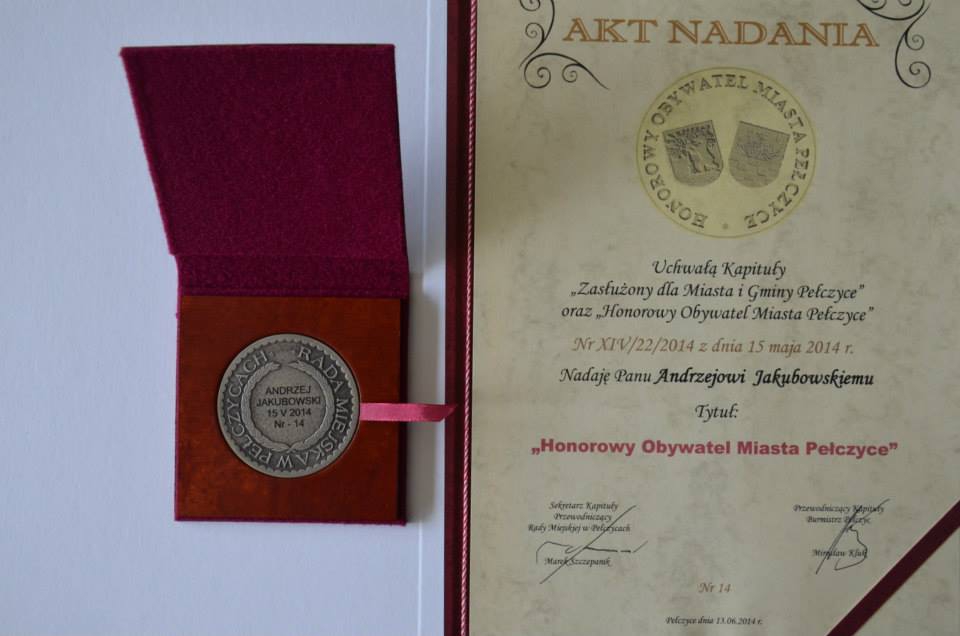 RADA MIEJSKA W PEŁCZYCACH
ANDRZEJ
JAKUBOWSKI
15 V 2014
Nr - 14
AKT NADANIA
HONOROWY OBYWATEL MIASTA PEŁCZYCE
Uchwałą Kapituły
„Zasłużony dla Miasta i Gminy Pełczyce”
oraz „Honorowy Obywatel Miasta Pełczyce”
Nr XIV/22/2014 z dnia 15 maja 2014 r.
Nadaję Panu Andrzejowi Jakubowskiemu
Tytuł:
„Honorowy Obywatel Miasta Pełczyce”
Sekretarz Kapituły
Przewodniczący
Rady Miejskiej w Pełczycach
Marek Szczepanik
Przewodniczący Kapituły
Burmistrz Pełczyc
Mirosław Kluk
Nr 14
Pełczyce dnia 13.06.2014 r.